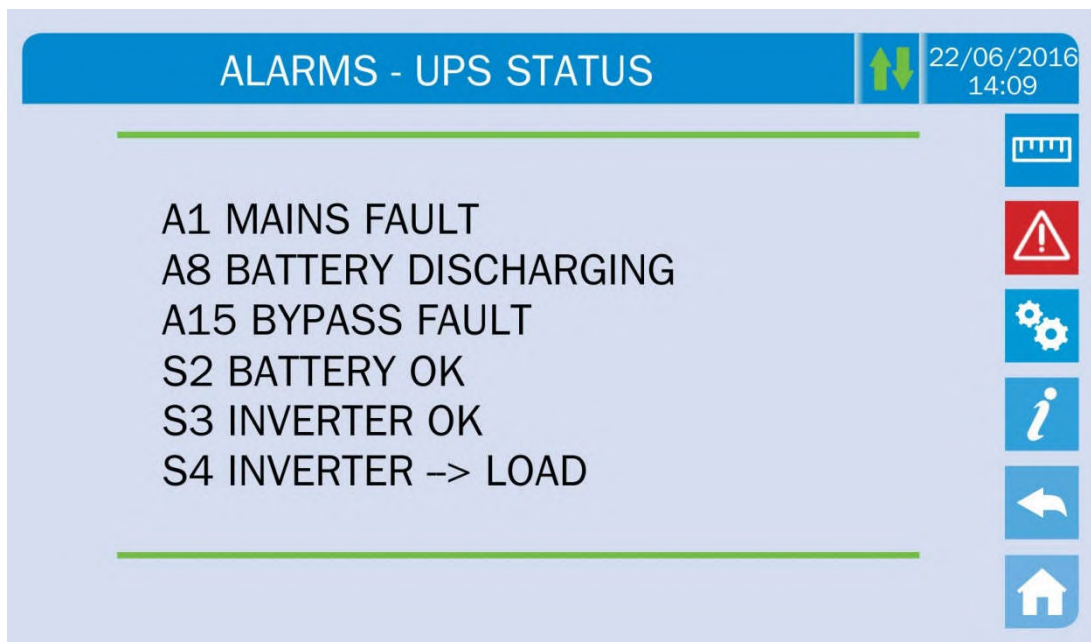 ALARMS - UPS STATUS
22/06/2016
14:09
A1 MAINS FAULT
A8 BATTERY DISCHARGING
A15 BYPASS FAULT
S2 BATTERY OK
S3 INVERTER OK
S4 INVERTER --> LOAD